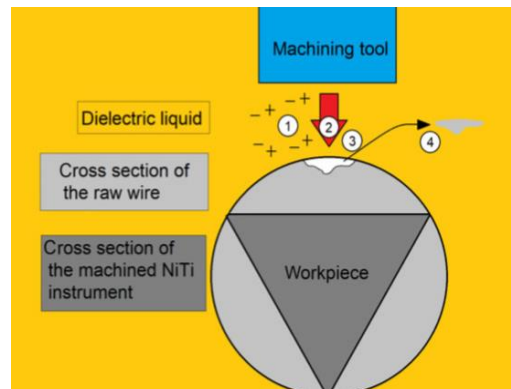 Machining tool
Dielectric liquid
- +
- +
- +
- +
1
2
3
4
Cross section of
the raw wire
Cross section of
the machined NiTi
instrument
Workpiece